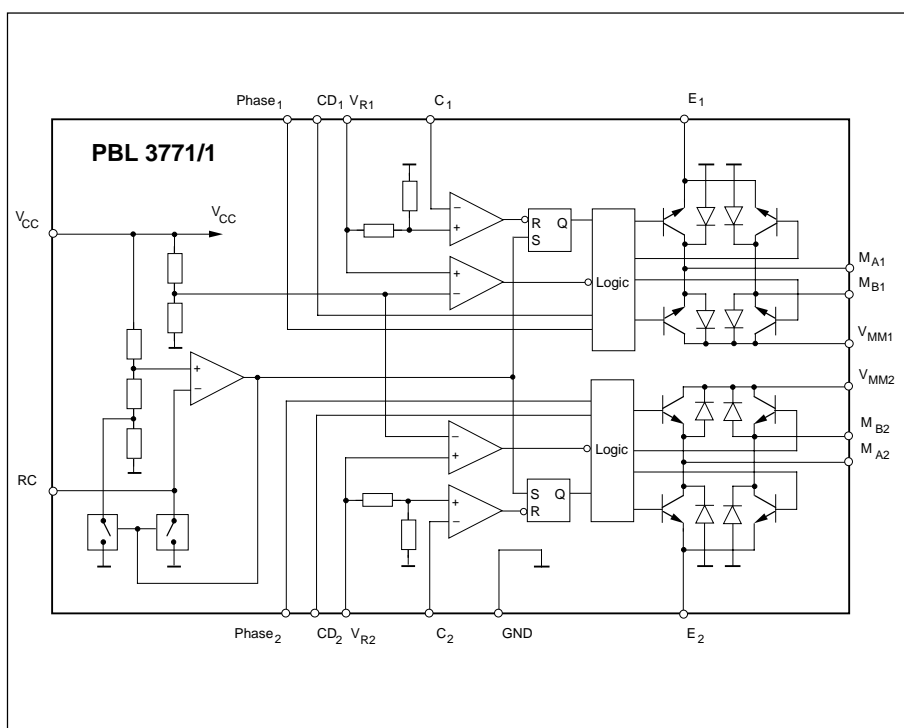 Phase1 CD1 VR1 C1 E1
PBL 3771/1
VCC VCC
R Q
S
+
–
+
–
Logic
MA1
MB1
VMM1
VMM2
MB2
MA2
+
–
RC
–
+
Logic
S Q
R
+
–
Phase2 CD2 VR2 C2 GND E2